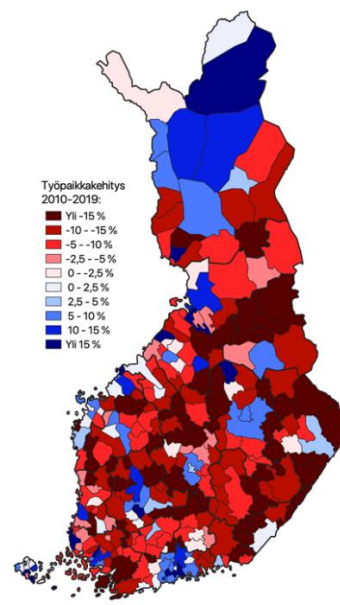 Työpaikkakehitys
2010-2019:
Yli -15 %
-10 - -15 %
-5 - -10 %
-2,5 - -5 %
0 - -2,5 %
0 - 2,5 %
2,5 - 5 %
5 - 10 %
10 - 15 %
Yli 15 %